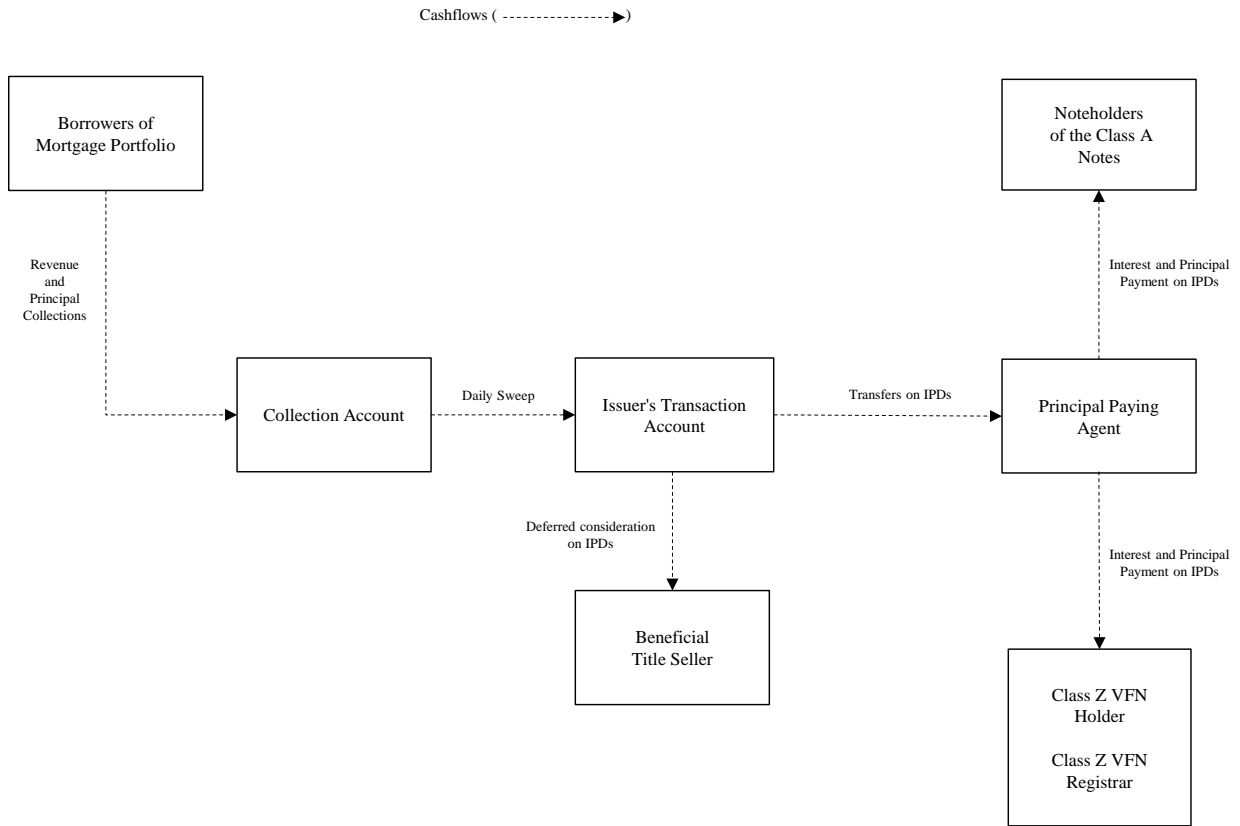 Cashflows ( )
Borrowers of
Mortgage Portfolio
Noteholders
of the Class A
Notes
Revenue
and
Principal
Collections
Interest and Principal
Payment on IPDs
Collection Account
Daily Sweep
Issuer's Transaction
Account
Transfers on IPDs
Principal Paying
Agent
Deferred consideration
on IPDs
Interest and Principal
Payment on IPDs
Beneficial
Title Seller
Class Z VFN
Holder
Class Z VFN
Registrar